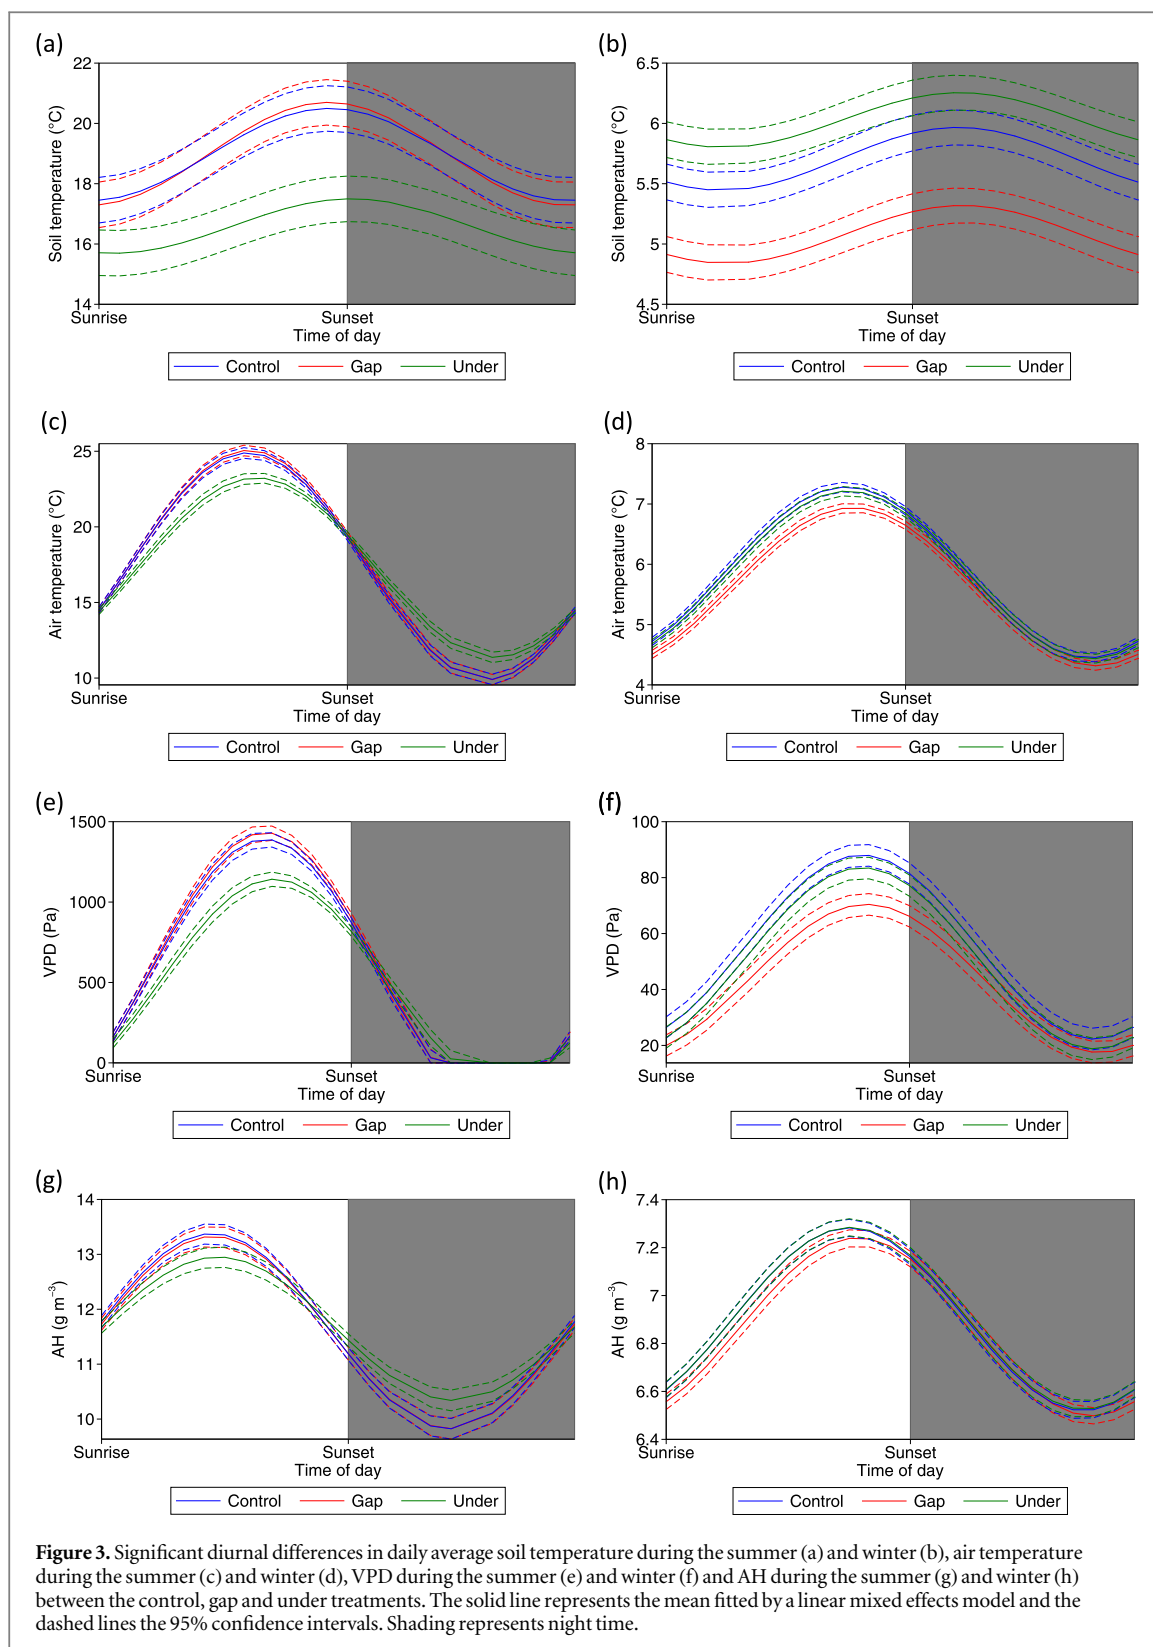 (a)
22
20
18
16
14
Soil temperature (°C)
Sunrise
Sunset
Time of day
Control
Gap
Under
(b)
6.5
6
5.5
5
4.5
Soil temperature (°C)
Sunrise
Sunset
Time of day
Control
Gap
Under
(c)
25
20
15
10
Air temperature (°C)
Sunrise
Sunset
Time of day
Control
Gap
Under
(d)
8
7
6
5
4
Air temperature (°C)
Sunrise
Sunset
Time of day
Control
Gap
Under
(e)
1500
1000
500
0
VPD (Pa)
Sunrise
Sunset
Time of day
Control
Gap
Under
(f)
100
80
60
40
20
VPD (Pa)
Sunrise
Sunset
Time of day
Control
Gap
Under
(g)
14
13
12
11
10
AH (g m⁻³)
Sunrise
Sunset
Time of day
Control
Gap
Under
(h)
7.4
7.2
7
6.8
6.6
6.4
AH (g m⁻³)
Sunrise
Sunset
Time of day
Control
Gap
Under
Figure 3. Significant diurnal differences in daily average soil temperature during the summer (a) and winter (b), air temperature
during the summer (c) and winter (d), VPD during the summer (e) and winter (f) and AH during the summer (g) and winter (h)
between the control, gap and under treatments. The solid line represents the mean fitted by a linear mixed effects model and the
dashed lines the 95% confidence intervals. Shading represents night time.